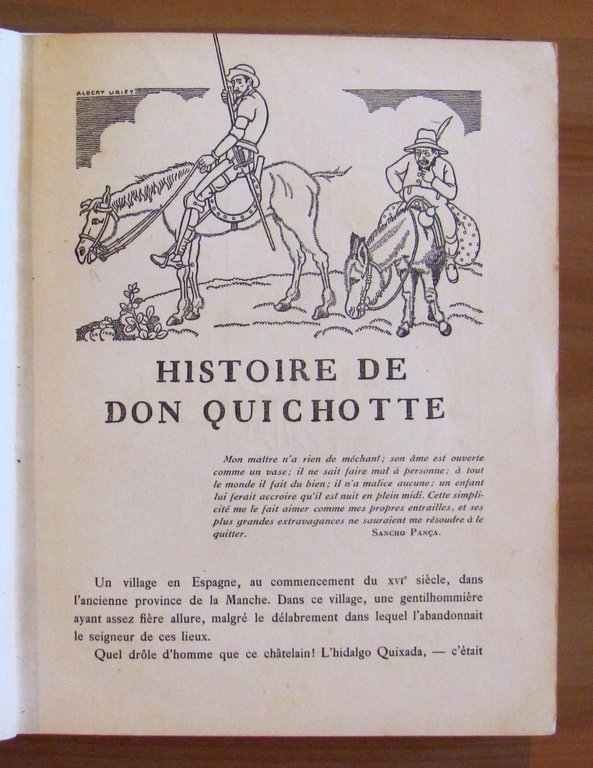 ALBERT URIET
HISTOIRE DE
DON QUICHOTTE
Mon maître n'a rien de méchant; son âme est ouverte
comme un vase; il ne sait faire mal à personne; à tout
le monde il fait du bien; il n'a malice aucune; un enfant
lui ferait accroire qu'il est nuit en plein midi. Cette simpli-
cité me le fait aimer comme mes propres entrailles, et ses
plus grandes extravagances ne sauraient me résoudre à le
quitter. SANCHO PANÇA.
Un village en Espagne, au commencement du XVIe siècle, dans
l'ancienne province de la Manche. Dans ce village, une gentilhommière
ayant assez fière allure, malgré le délabrement dans lequel l'abandonnait
le seigneur de ces lieux.
Quel drôle d'homme que ce châtelain! L'hidalgo Quixada, — c'était